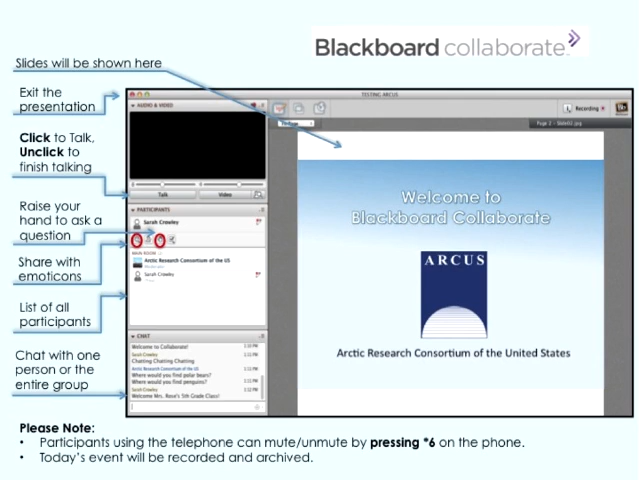 Blackboard collaborate
Slides will be shown here
Exit the
presentation
Click to Talk,
Unclick to
finish talking
Raise your
hand to ask a
question
Share with
emoticons
List of all
participants
Chat with one
person or the
entire group
TESTING ARCUS
AUDIO & VIDEO
Talk
Video
PARTICIPANTS
Sarah Crowley
MAIN ROOM
Arctic Research Consortium of the US
Moderator
Sarah Crowley
CHAT
Welcome to Collaborate!
Sarah Crowley
Chatting Chatting Chatting
Arctic Research Consortium of the US
Where would you find polar bears?
Where would you find penguins?
Sarah Crowley
Welcome Mrs. Rose's 5th Grade Class!
Recording
Welcome to
Blackboard Collaborate
ARCUS
Arctic Research Consortium of the United States
Please Note:
• Participants using the telephone can mute/unmute by pressing *6 on the phone.
• Today's event will be recorded and archived.